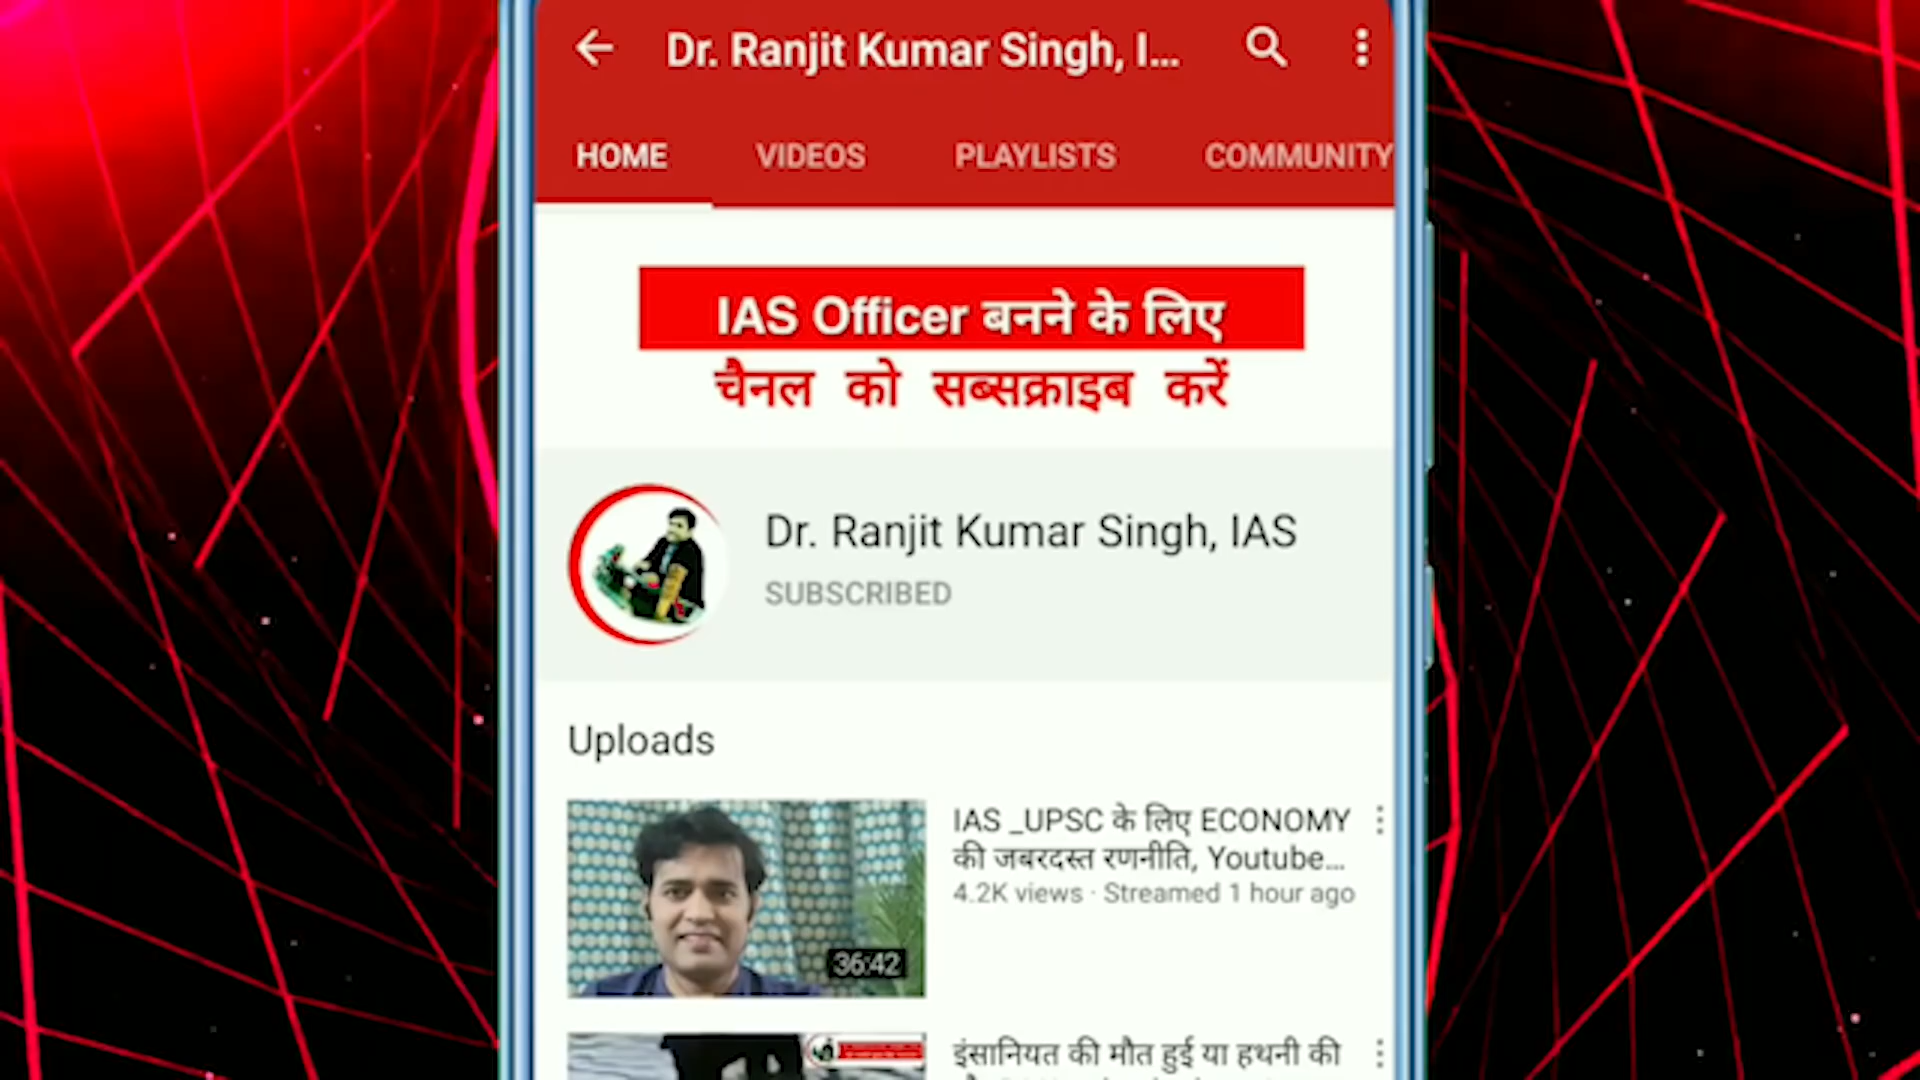 Dr. Ranjit Kumar Singh, I...
HOME VIDEOS PLAYLISTS COMMUNITY
IAS Officer बनने के लिए
चैनल को सब्सक्राइब करें
Dr. Ranjit Kumar Singh, IAS
SUBSCRIBED
Uploads
IAS _UPSC के लिए ECONOMY
की जबरदस्त रणनीति, Youtube...
4.2K views · Streamed 1 hour ago
36:42
इंसानियत की मौत हुई या हथनी की